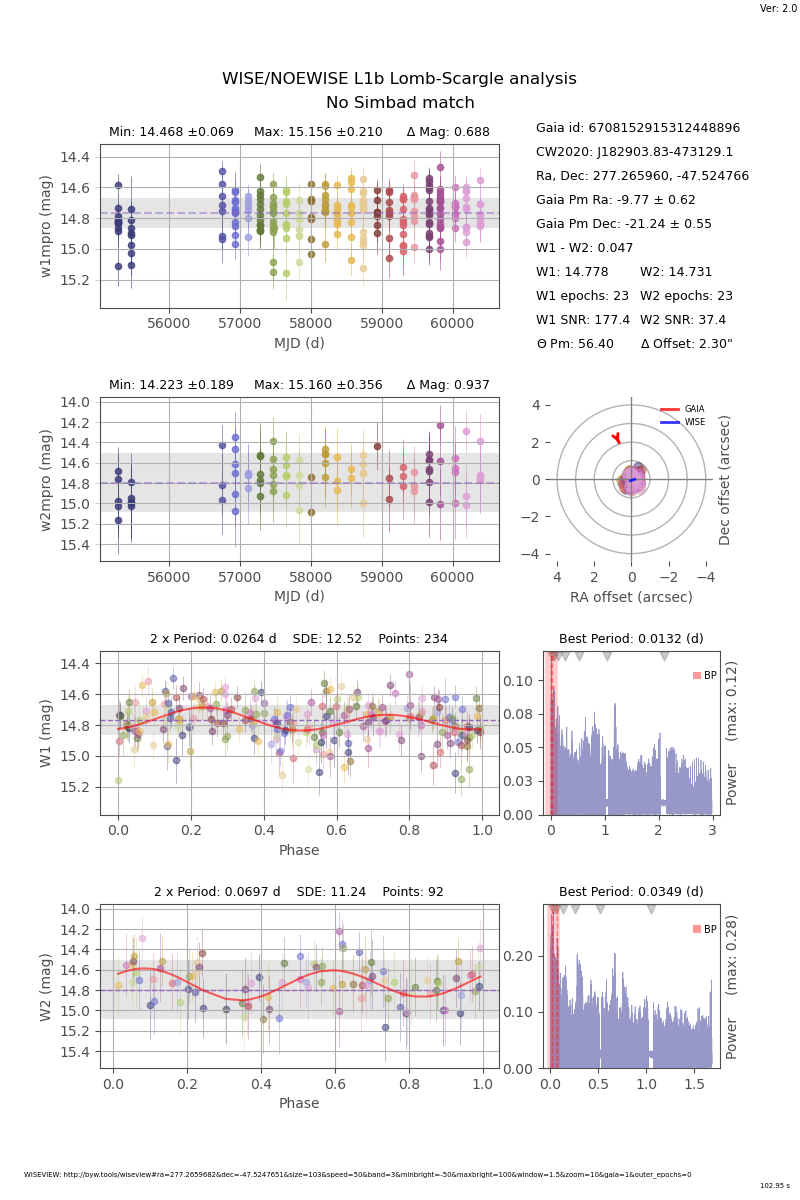 Ver: 2.0
WISE/NOEWISE L1b Lomb-Scargle analysis
No Simbad match
Min: 14.468 ±0.069 Max: 15.156 ±0.210 Δ Mag: 0.688
14.4
14.6
14.8
15.0
15.2
w1mpro (mag)
56000 57000 58000 59000 60000
MJD (d)
Gaia id: 6708152915312448896
CW2020: J182903.83-473129.1
Ra, Dec: 277.265960, -47.524766
Gaia Pm Ra: -9.77 ± 0.62
Gaia Pm Dec: -21.24 ± 0.55
W1 - W2: 0.047
W1: 14.778 W2: 14.731
W1 epochs: 23 W2 epochs: 23
W1 SNR: 177.4 W2 SNR: 37.4
Θ Pm: 56.40 Δ Offset: 2.30"
Min: 14.223 ±0.189 Max: 15.160 ±0.356 Δ Mag: 0.937
14.0
14.2
14.4
14.6
14.8
15.0
15.2
15.4
w2mpro (mag)
56000 57000 58000 59000 60000
MJD (d)
GAIA
WISE
4
2
0
−2
−4
4 2 0 −2 −4
RA offset (arcsec)
Dec offset (arcsec)
2 x Period: 0.0264 d SDE: 12.52 Points: 234
14.4
14.6
14.8
15.0
15.2
W1 (mag)
0.0 0.2 0.4 0.6 0.8 1.0
Phase
Best Period: 0.0132 (d)
BP
0.10
0.08
0.05
0.03
0.00
0 1 2 3
Power (max: 0.12)
2 x Period: 0.0697 d SDE: 11.24 Points: 92
14.0
14.2
14.4
14.6
14.8
15.0
15.2
15.4
W2 (mag)
0.0 0.2 0.4 0.6 0.8 1.0
Phase
Best Period: 0.0349 (d)
BP
0.20
0.10
0.00
0.0 0.5 1.0 1.5
Power (max: 0.28)
WISEVIEW: http://byw.tools/wiseview#ra=277.2659682&dec=-47.5247651&size=103&speed=50&band=3&minbright=-50&maxbright=100&window=1.5&zoom=10&gaia=1&outer_epochs=0
102.95 s